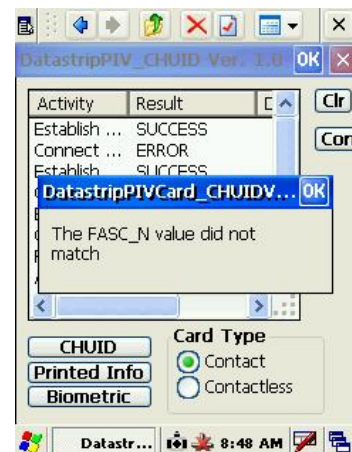 DatastripPIV_CHUID Ver. 1.0 OK
Activity Result
Clr
Establish ... SUCCESS
Connect ... ERROR
Establish SUCCESS
DatastripPIVCard_CHUIDV... OK
The FASC_N value did not
match
CHUID
Printed Info
Biometric
Card Type
Contact
Contactless
Datastr... 8:48 AM